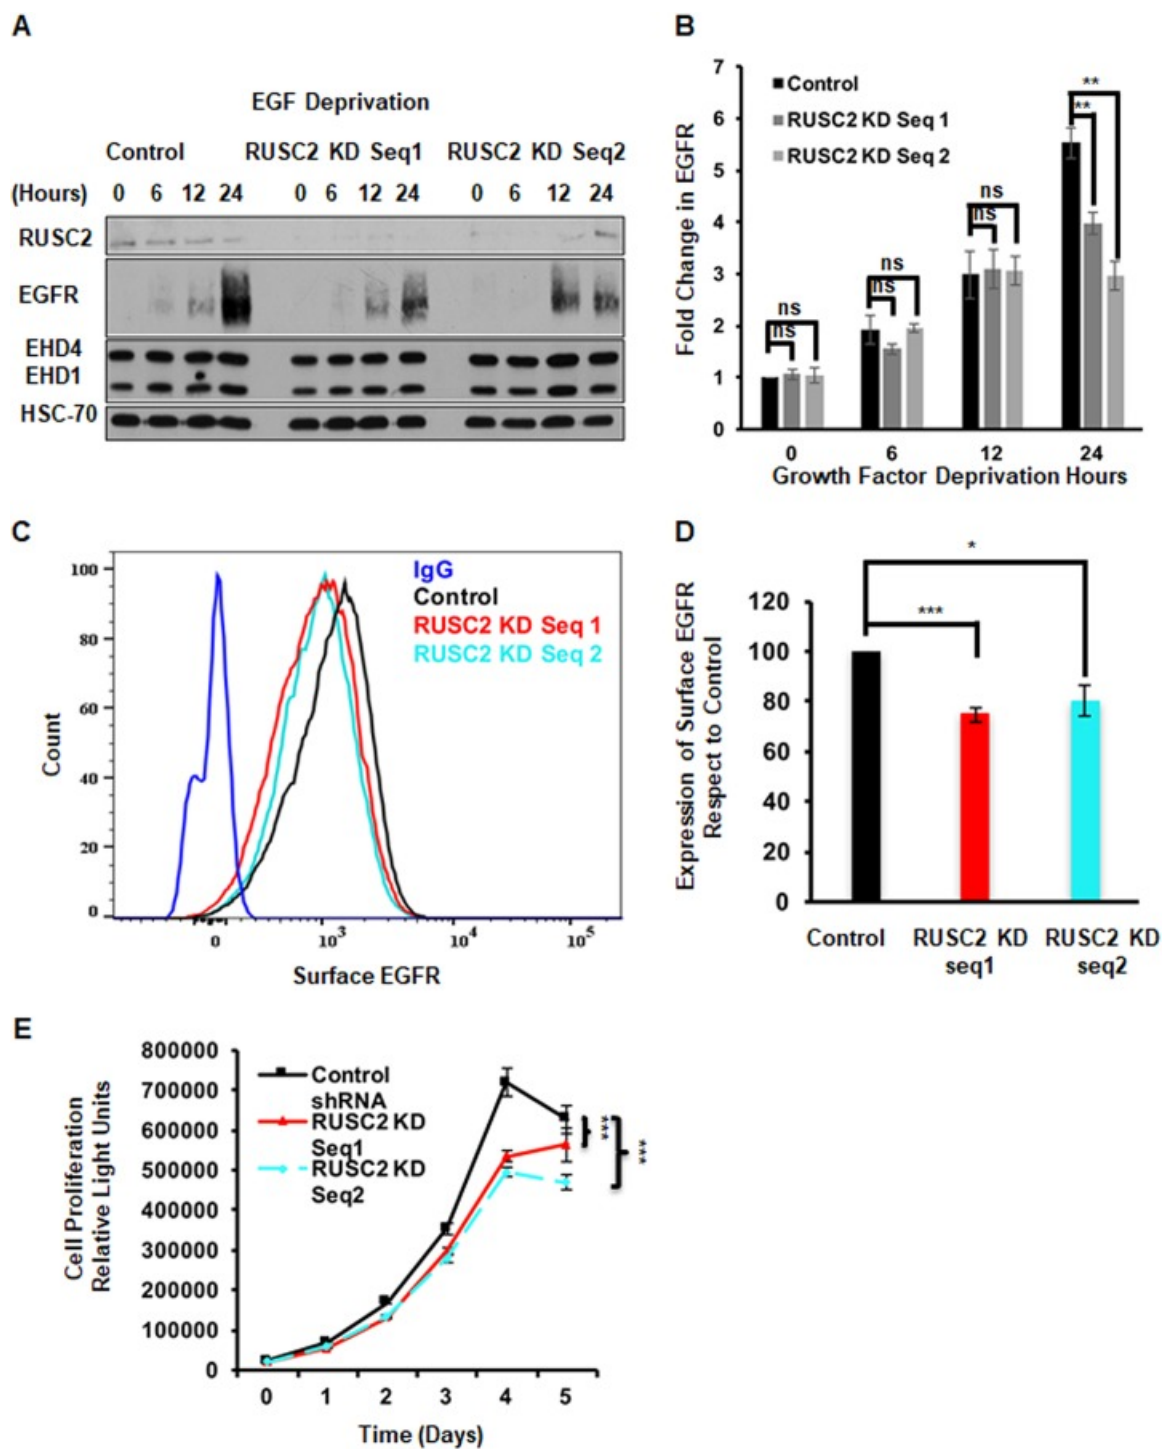 A
EGF Deprivation
Control RUSC2 KD Seq1 RUSC2 KD Seq2
(Hours) 0 6 12 24 0 6 12 24 0 6 12 24
RUSC2
EGFR
EHD4
EHD1
HSC-70
B
Fold Change in EGFR
7
6
5
4
3
2
1
0
Control
RUSC2 KD Seq 1
RUSC2 KD Seq 2
ns
ns
ns
ns
ns
ns
**
**
0 6 12 24
Growth Factor Deprivation Hours
C
Count
100
80
60
40
20
0
IgG
Control
RUSC2 KD Seq 1
RUSC2 KD Seq 2
0 10³ 10⁴ 10⁵
Surface EGFR
D
Expression of Surface EGFR
Respect to Control
120
100
80
60
40
20
0
*
***
Control RUSC2 KD RUSC2 KD
seq1 seq2
E
Cell Proliferation
Relative Light Units
800000
700000
600000
500000
400000
300000
200000
100000
0
Control
shRNA
RUSC2 KD
Seq1
RUSC2 KD
Seq2
***
***
0 1 2 3 4 5
Time (Days)